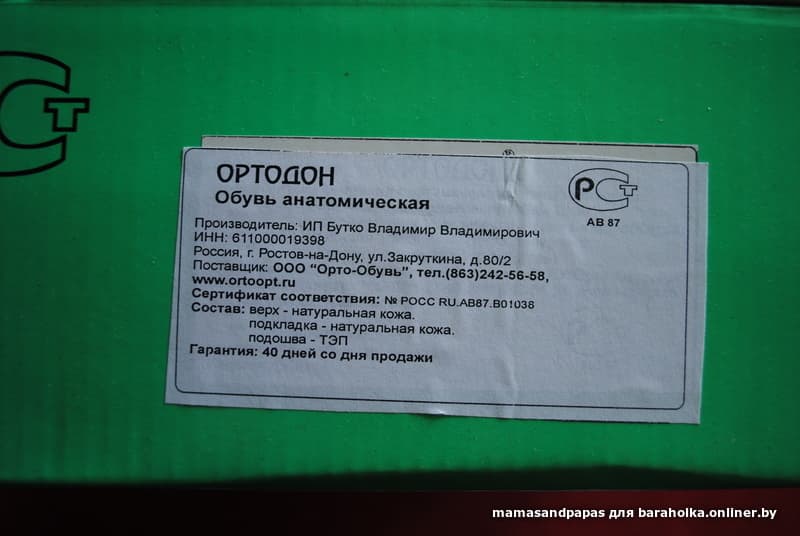 ОРТОДОН
Обувь анатомическая
РСТ
АВ 87
Производитель: ИП Бутко Владимир Владимирович
ИНН: 611000019398
Россия, г. Ростов-на-Дону, ул.Закруткина, д.80/2
Поставщик: ООО "Орто-Обувь", тел.(863)242-56-58,
www.ortoopt.ru
Сертификат соответствия: № РОСС RU.АВ87.В01038
Состав: верх - натуральная кожа.
подкладка - натуральная кожа.
подошва - ТЭП
Гарантия: 40 дней со дня продажи
mamasandpapas для baraholka.onliner.by